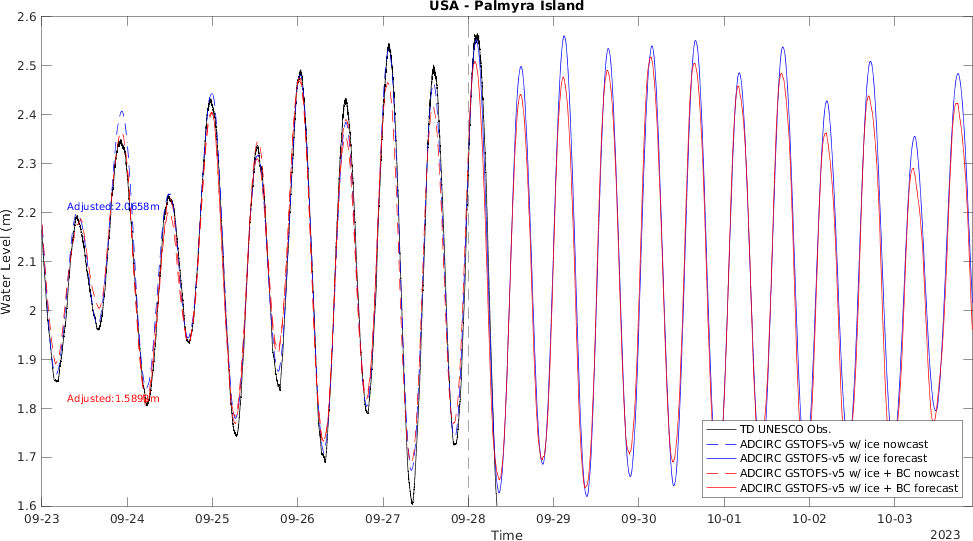 USA - Palmyra Island
2.6
2.5
2.4
2.3
2.2
2.1
2
1.9
1.8
1.7
1.6
Water Level (m)
Adjusted:2.0658m
TD UNESCO Obs.
ADCIRC GSTOFS-v5 w/ ice nowcast
ADCIRC GSTOFS-v5 w/ ice forecast
ADCIRC GSTOFS-v5 w/ ice + BC nowcast
ADCIRC GSTOFS-v5 w/ ice + BC forecast
09-23 09-24 09-25 09-26 09-27 09-28 09-29 09-30 10-01 10-02 10-03
Time
2023